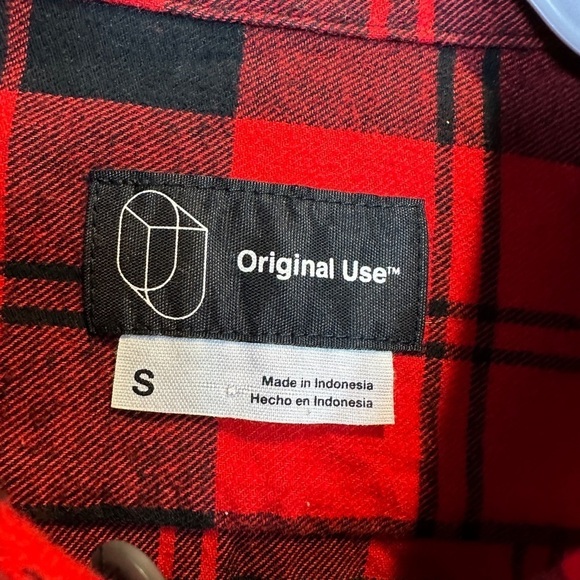 Original Use™
S
Made in Indonesia
Hecho en Indonesia